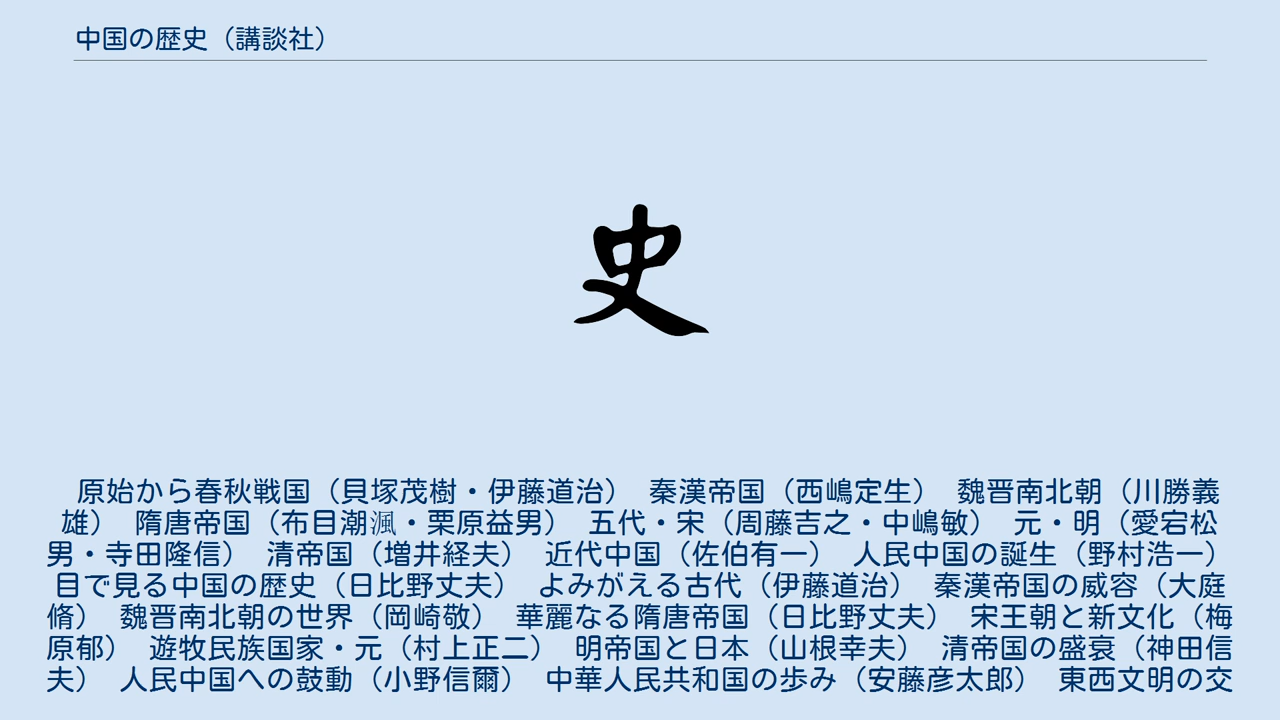 中国の歴史（講談社）
史
原始から春秋戦国（貝塚茂樹・伊藤道治） 秦漢帝国（西嶋定生） 魏晋南北朝（川勝義
雄） 隋唐帝国（布目潮渢・栗原益男） 五代・宋（周藤吉之・中嶋敏） 元・明（愛宕松
男・寺田隆信） 清帝国（増井経夫） 近代中国（佐伯有一） 人民中国の誕生（野村浩一）
目で見る中国の歴史（日比野丈夫） よみがえる古代（伊藤道治） 秦漢帝国の威容（大庭
脩） 魏晋南北朝の世界（岡崎敬） 華麗なる隋唐帝国（日比野丈夫） 宋王朝と新文化（梅
原郁） 遊牧民族国家・元（村上正二） 明帝国と日本（山根幸夫） 清帝国の盛衰（神田信
夫） 人民中国への鼓動（小野信爾） 中華人民共和国の歩み（安藤彦太郎） 東西文明の交